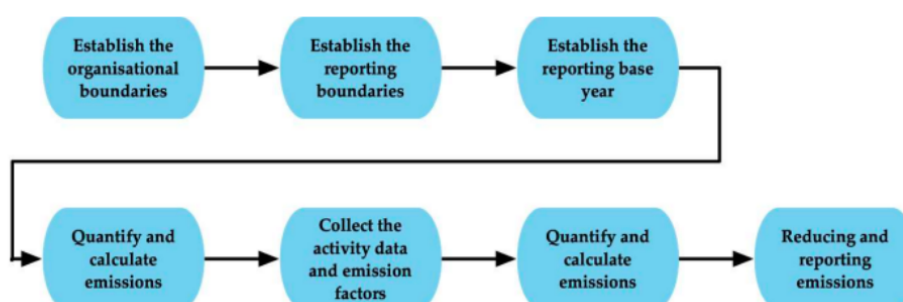 Establish the
organisational
boundaries
Establish the
reporting
boundaries
Establish the
reporting base
year
Quantify and
calculate
emissions
Collect the
activity data
and emission
factors
Quantify and
calculate
emissions
Reducing and
reporting
emissions